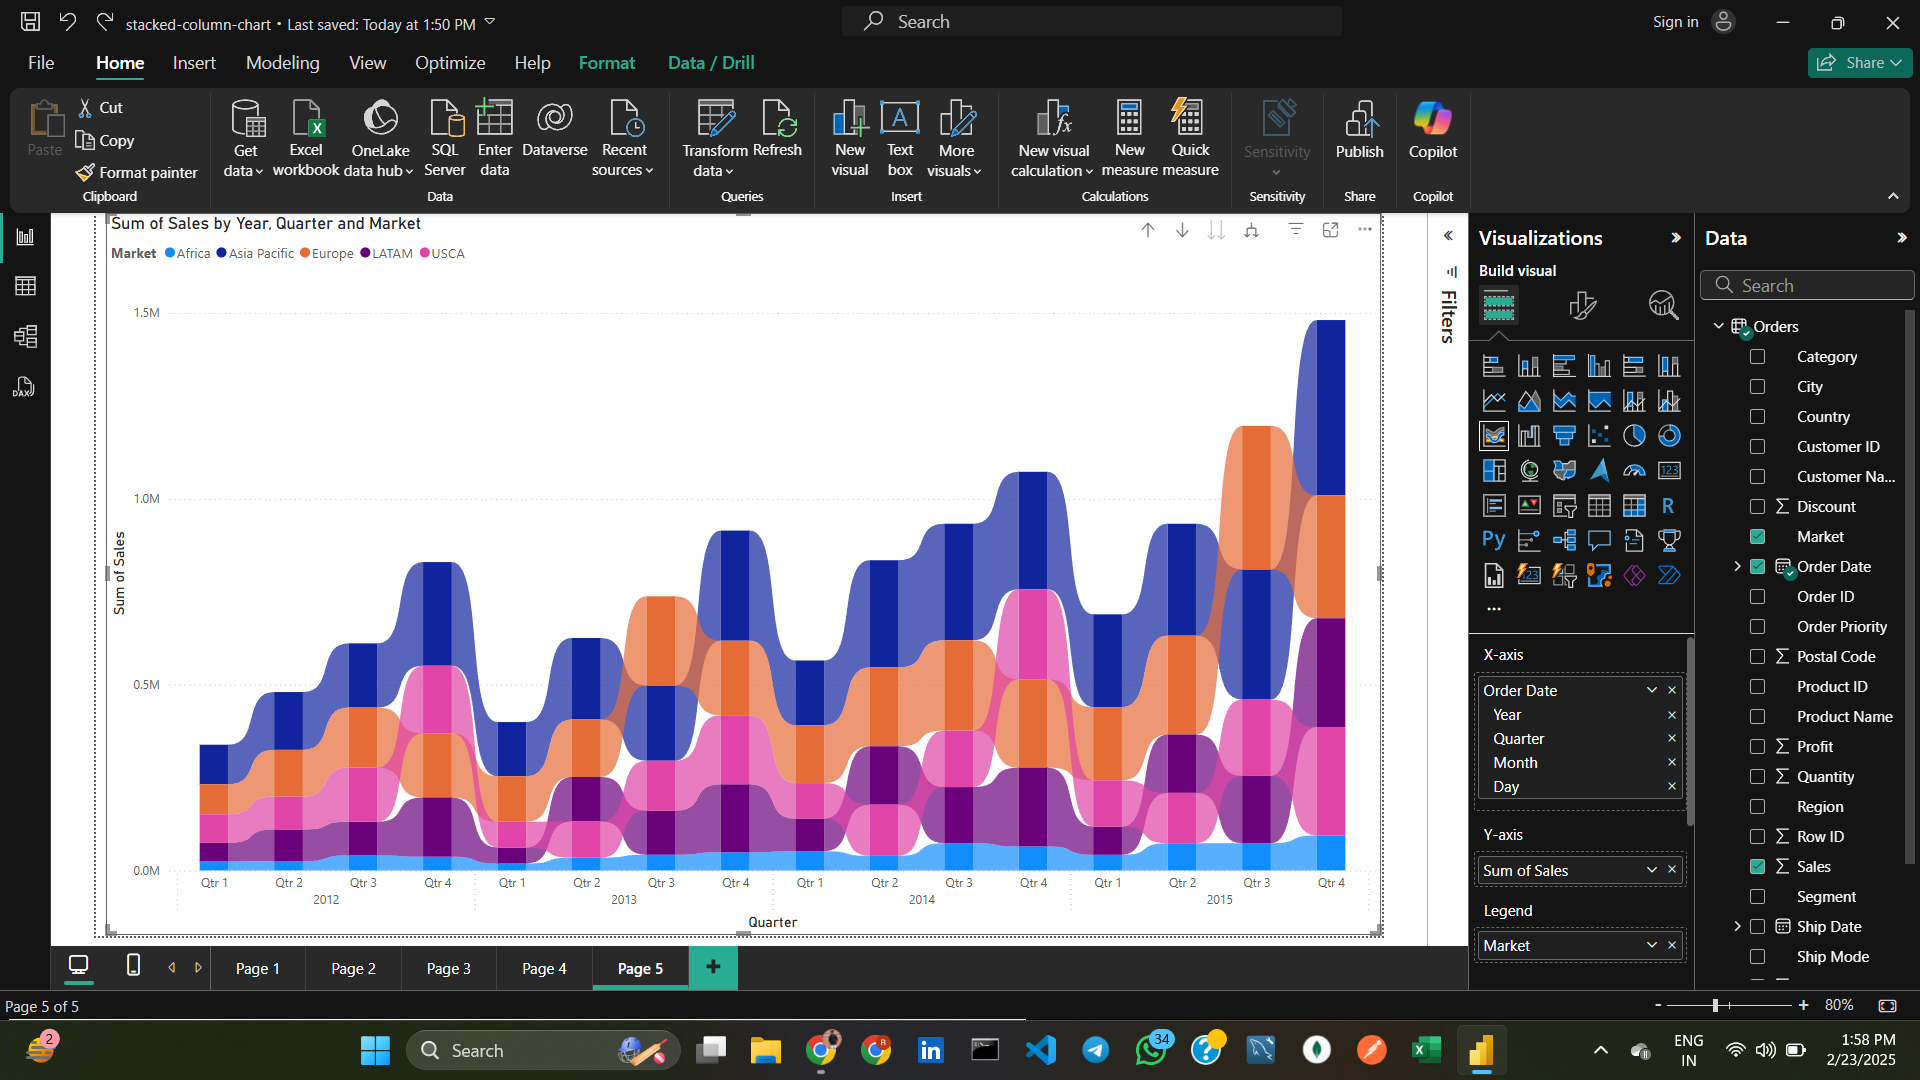 stacked-column-chart • Last saved: Today at 1:50 PM
Search
Sign in
File Home Insert Modeling View Optimize Help Format Data / Drill
Share
Paste
Cut
Copy
Format painter
Clipboard
Get data
Excel workbook
OneLake data hub
SQL Server
Enter data
Dataverse
Recent sources
Data
Transform data
Refresh
Queries
New visual
Text box
More visuals
Insert
New visual calculation
New measure
Quick measure
Calculations
Sensitivity
Sensitivity
Publish
Share
Copilot
Copilot
Sum of Sales by Year, Quarter and Market
Market Africa Asia Pacific Europe LATAM USCA
1.5M
1.0M
0.5M
0.0M
Sum of Sales
Qtr 1 Qtr 2 Qtr 3 Qtr 4 Qtr 1 Qtr 2 Qtr 3 Qtr 4 Qtr 1 Qtr 2 Qtr 3 Qtr 4 Qtr 1 Qtr 2 Qtr 3 Qtr 4
2012 2013 2014 2015
Quarter
Filters
Visualizations
Build visual
123
R
Py
123
X-axis
Order Date
Year
Quarter
Month
Day
Y-axis
Sum of Sales
Legend
Market
Data
Search
Orders
Category
City
Country
Customer ID
Customer Na...
Discount
Market
Order Date
Order ID
Order Priority
Postal Code
Product ID
Product Name
Profit
Quantity
Region
Row ID
Sales
Segment
Ship Date
Ship Mode
DAX
Page 1 Page 2 Page 3 Page 4 Page 5
Page 5 of 5
- + 80%
2
Search
R
34
ENG
IN
1:58 PM
2/23/2025